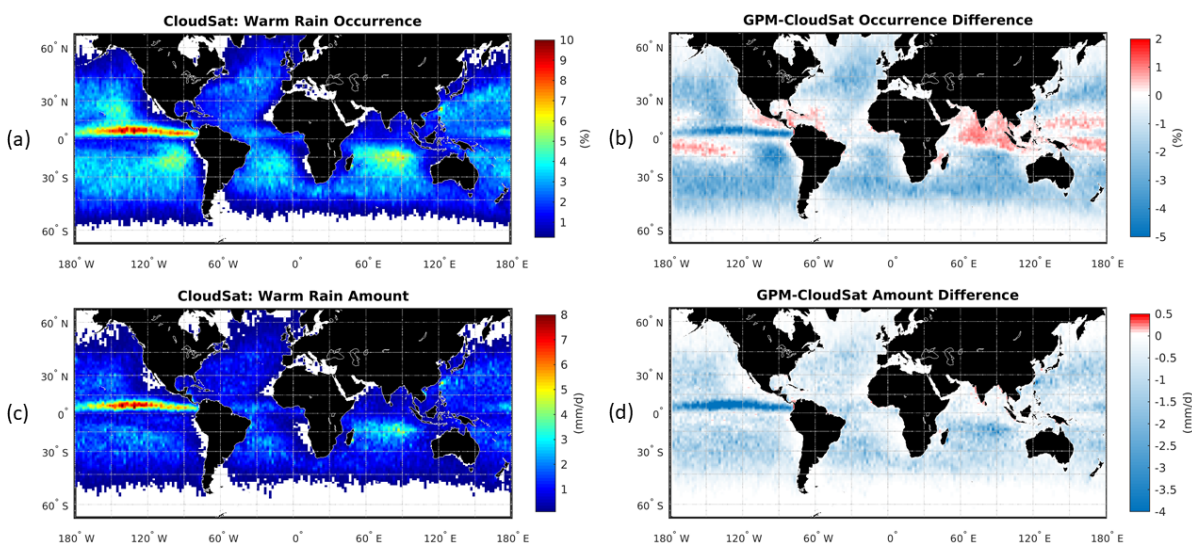 CloudSat: Warm Rain Occurrence
(a)
60° N
30° N
0°
30° S
60° S
180° W
120° W
60° W
0°
60° E
120° E
180° E
10
9
8
7
6
5
4
3
2
1
(%)
GPM-CloudSat Occurrence Difference
(b)
60° N
30° N
0°
30° S
60° S
180° W
120° W
60° W
0°
60° E
120° E
180° E
2
1
0
-1
-2
-3
-4
-5
(%)
CloudSat: Warm Rain Amount
(c)
60° N
30° N
0°
30° S
60° S
180° W
120° W
60° W
0°
60° E
120° E
180° E
8
7
6
5
4
3
2
1
(mm/d)
GPM-CloudSat Amount Difference
(d)
60° N
30° N
0°
30° S
60° S
180° W
120° W
60° W
0°
60° E
120° E
180° E
0.5
0
-0.5
-1
-1.5
-2
-2.5
-3
-3.5
-4
(mm/d)